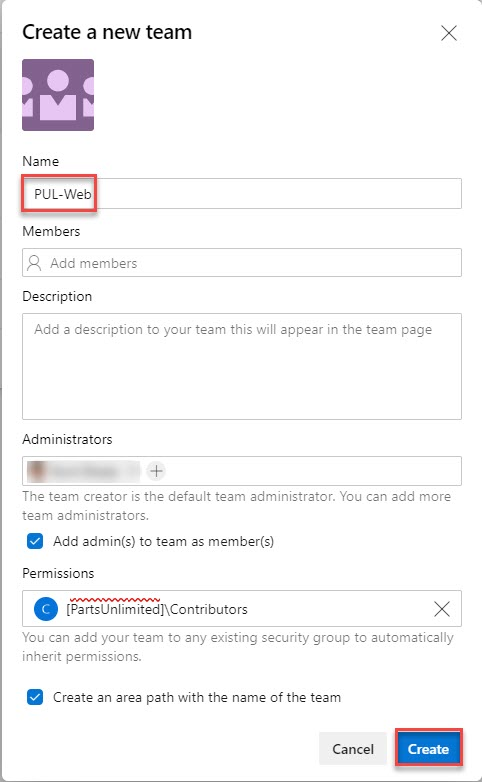 Create a new team
Name
PUL-Web
Members
Add members
Description
Add a description to your team this will appear in the team page
Administrators
The team creator is the default team administrator. You can add more
team administrators.
Add admin(s) to team as member(s)
Permissions
C [PartsUnlimited]\Contributors
You can add your team to any existing security group to automatically
inherit permissions.
Create an area path with the name of the team
Cancel Create